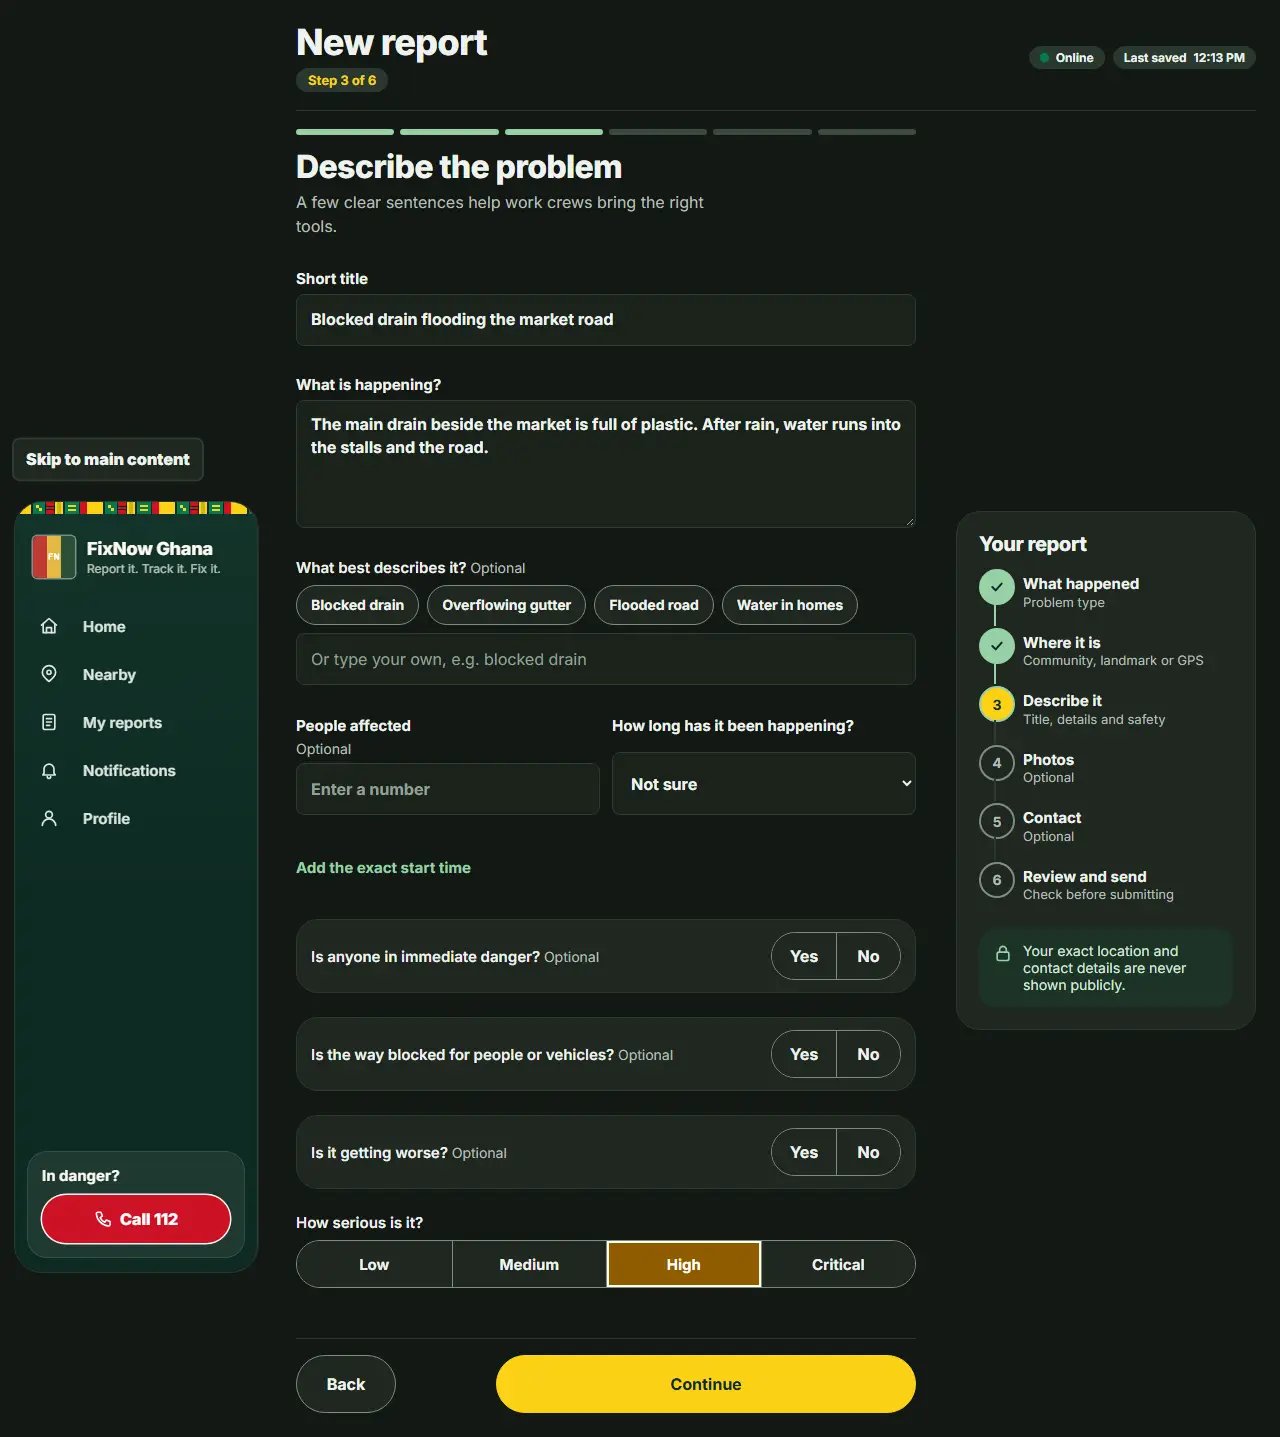 New report
Step 3 of 6
Online
Last saved 12:13 PM
Describe the problem
A few clear sentences help work crews bring the right
tools.
Short title
Blocked drain flooding the market road
What is happening?
The main drain beside the market is full of plastic. After rain, water runs into
the stalls and the road.
What best describes it? Optional
Blocked drain
Overflowing gutter
Flooded road
Water in homes
Or type your own, e.g. blocked drain
People affected
Optional
Enter a number
How long has it been happening?
Not sure
Add the exact start time
Is anyone in immediate danger? Optional
Yes
No
Is the way blocked for people or vehicles? Optional
Yes
No
Is it getting worse? Optional
Yes
No
How serious is it?
Low
Medium
High
Critical
Back
Continue
Skip to main content
FN
FixNow Ghana
Report it. Track it. Fix it.
Home
Nearby
My reports
Notifications
Profile
In danger?
Call 112
Your report
What happened
Problem type
Where it is
Community, landmark or GPS
3
Describe it
Title, details and safety
4
Photos
Optional
5
Contact
Optional
6
Review and send
Check before submitting
Your exact location and
contact details are never
shown publicly.